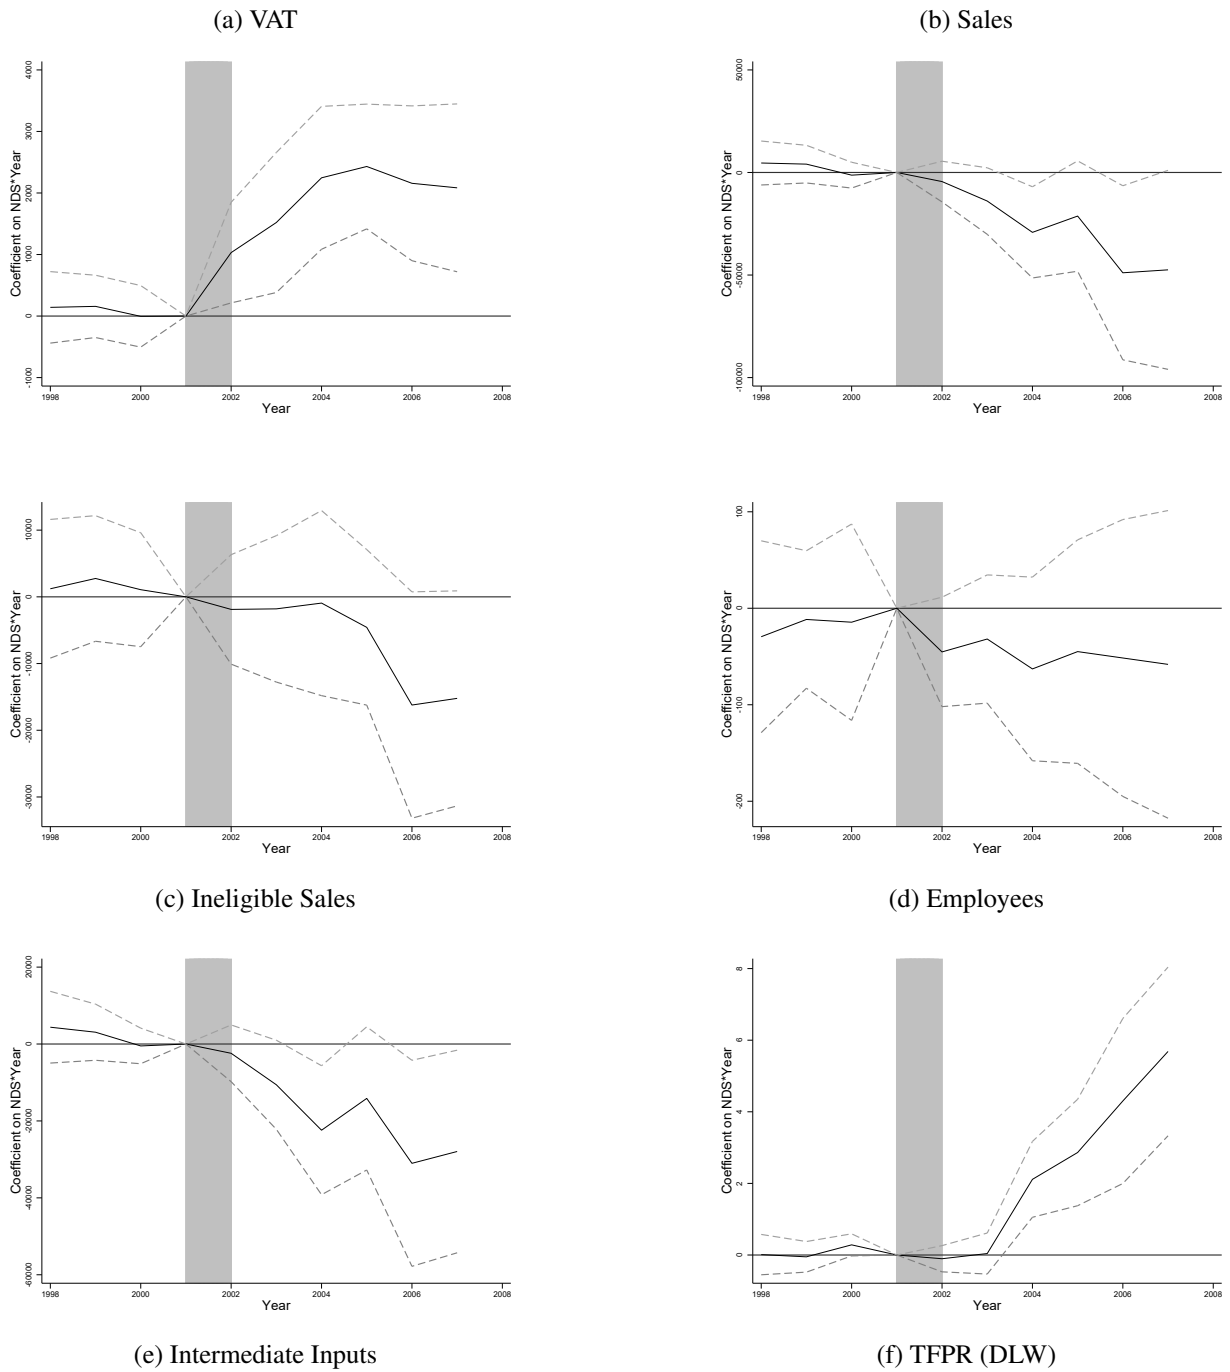 (a) VAT
(b) Sales
Coefficient on NDS*Year
-1000 0 1000 2000 3000 4000
1998 2000 2002 2004 2006 2008
Year
Coefficient on NDS*Year
-100000 -50000 0 50000
1998 2000 2002 2004 2006 2008
Year
Coefficient on NDS*Year
-30000 -20000 -10000 0 10000
1998 2000 2002 2004 2006 2008
Year
Coefficient on NDS*Year
-200 -100 0 100
1998 2000 2002 2004 2006 2008
Year
(c) Ineligible Sales
(d) Employees
Coefficient on NDS*Year
-60000 -40000 -20000 0 20000
1998 2000 2002 2004 2006 2008
Year
Coefficient on NDS*Year
0 2 4 6 8
1998 2000 2002 2004 2006 2008
Year
(e) Intermediate Inputs
(f) TFPR (DLW)